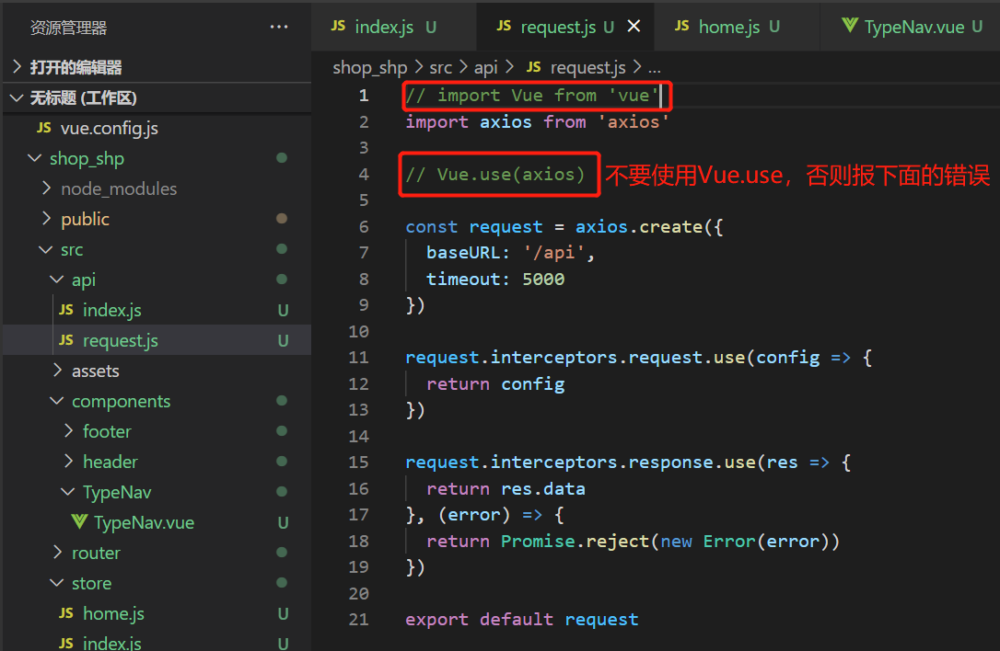 资源管理器 ···
打开的编辑器
无标题 (工作区)
JS vue.config.js
shop_shp
node_modules
public
src
api
JS index.js U
JS request.js U
assets
components
footer
header
TypeNav
TypeNav.vue U
router
store
JS home.js U
JS index.js U
JS index.js U JS request.js U JS home.js U TypeNav.vue U
shop_shp > src > api > JS request.js > ...
1 // import Vue from 'vue'
2 import axios from 'axios'
3
4 // Vue.use(axios) 不要使用Vue.use，否则报下面的错误
5
6 const request = axios.create({
7 baseURL: '/api',
8 timeout: 5000
9 })
10
11 request.interceptors.request.use(config => {
12 return config
13 })
14
15 request.interceptors.response.use(res => {
16 return res.data
17 }, (error) => {
18 return Promise.reject(new Error(error))
19 })
20
21 export default request